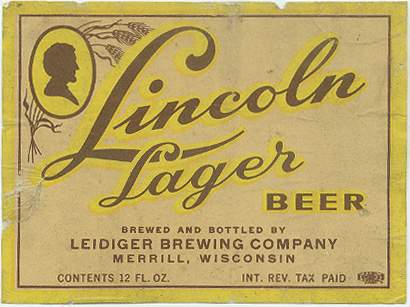 Lincoln
Lager
BEER
BREWED AND BOTTLED BY
LEIDIGER BREWING COMPANY
MERRILL, WISCONSIN
CONTENTS 12 FL. OZ.
INT. REV. TAX PAID